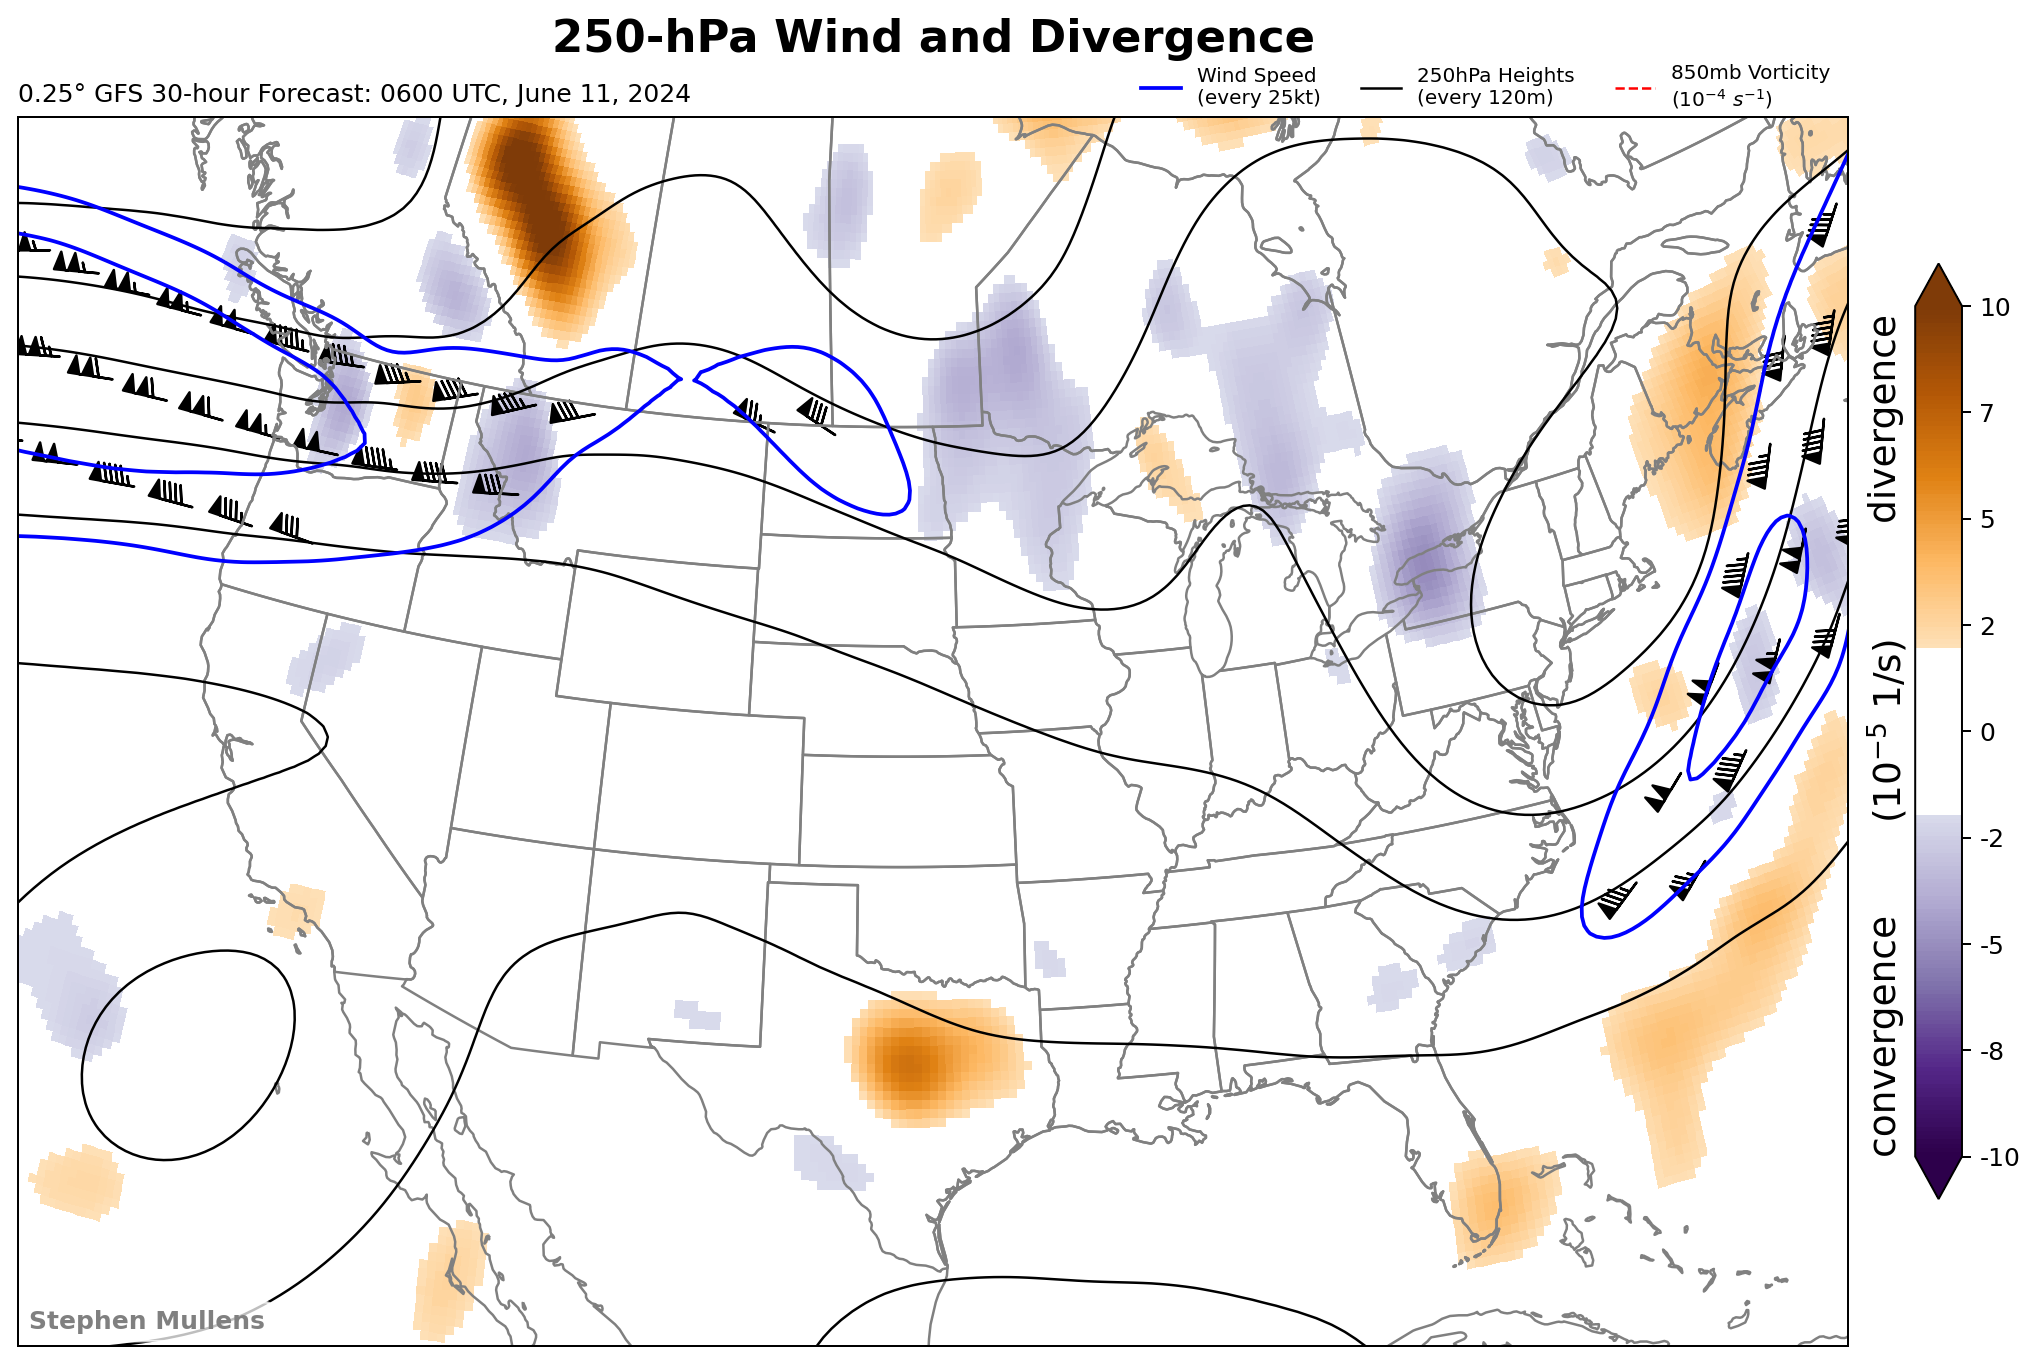 250-hPa Wind and Divergence
0.25° GFS 30-hour Forecast: 0600 UTC, June 11, 2024
Wind Speed
(every 25kt)
250hPa Heights
(every 120m)
850mb Vorticity
(10⁻⁴ s⁻¹)
10
7
5
2
0
-2
-5
-8
-10
convergence (10⁻⁵ 1/s) divergence
Stephen Mullens